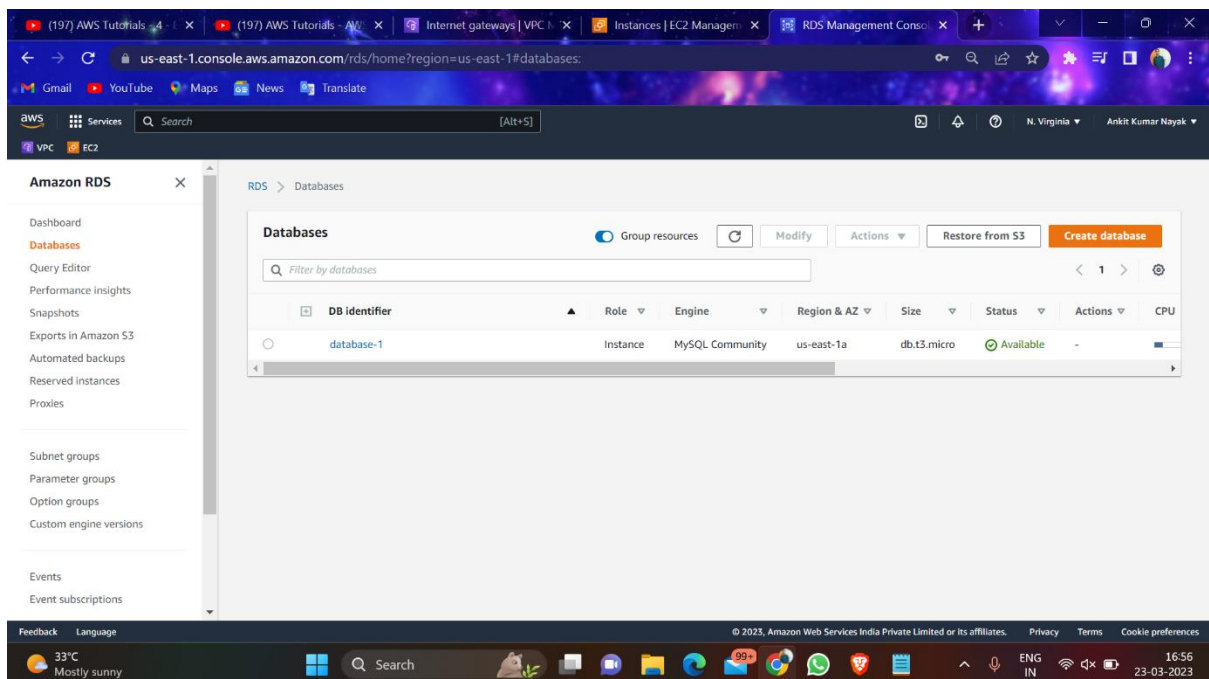 (197) AWS Tutorials - 4 - (
(197) AWS Tutorials - AW
Internet gateways | VPC M
Instances | EC2 Managem
RDS Management Consol
us-east-1.console.aws.amazon.com/rds/home?region=us-east-1#databases:
Gmail YouTube Maps News Translate
aws Services Search [Alt+S] N. Virginia Ankit Kumar Nayak
VPC EC2
Amazon RDS
Dashboard
Databases
Query Editor
Performance insights
Snapshots
Exports in Amazon S3
Automated backups
Reserved instances
Proxies
Subnet groups
Parameter groups
Option groups
Custom engine versions
Events
Event subscriptions
RDS > Databases
Databases Group resources Modify Actions Restore from S3 Create database
Filter by databases < 1 >
DB identifier Role Engine Region & AZ Size Status Actions CPU
database-1 Instance MySQL Community us-east-1a db.t3.micro Available -
Feedback Language © 2023, Amazon Web Services India Private Limited or its affiliates. Privacy Terms Cookie preferences
33°C
Mostly sunny
Search
99+
ENG
IN
16:56
23-03-2023